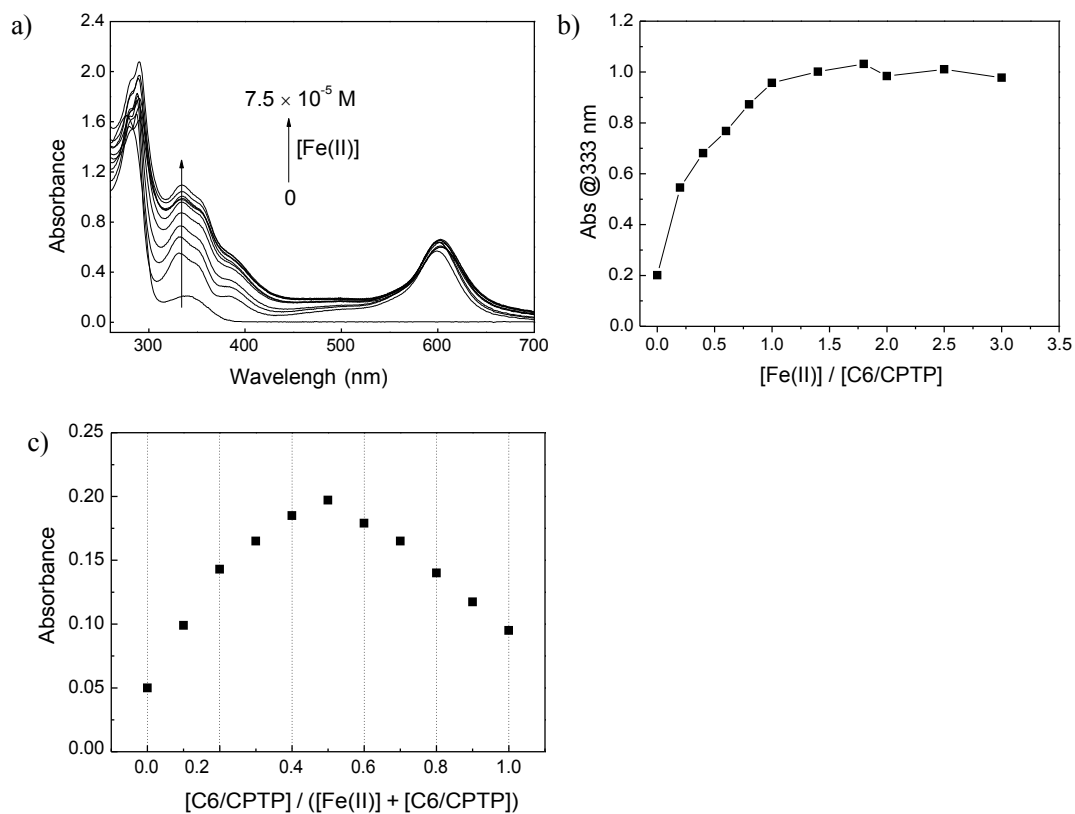 a)
2.4
2.0
1.6
1.2
0.8
0.4
0.0
Absorbance
7.5 × 10⁻⁵ M
[Fe(II)]
0
300 400 500 600 700
Wavelengh (nm)
b)
1.2
1.0
0.8
0.6
0.4
0.2
0.0
Abs @333 nm
0.0 0.5 1.0 1.5 2.0 2.5 3.0 3.5
[Fe(II)] / [C6/CPTP]
c)
0.25
0.20
0.15
0.10
0.05
0.00
Absorbance
0.0 0.2 0.4 0.6 0.8 1.0
[C6/CPTP] / ([Fe(II)] + [C6/CPTP])